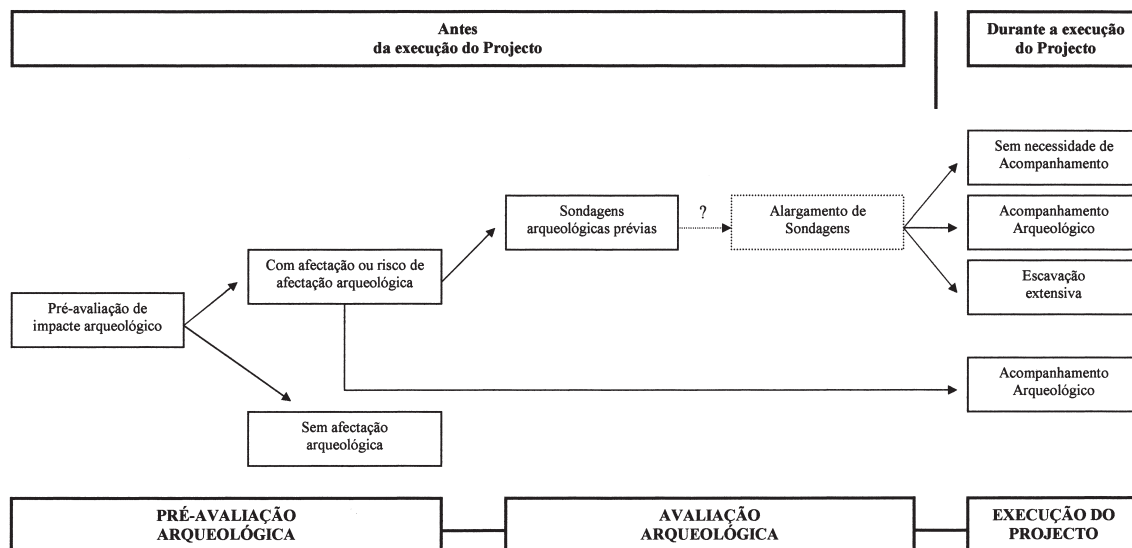 Antes
da execução do Projecto
Durante a execução
do Projecto
Sem necessidade de
Acompanhamento
Sondagens
arqueológicas prévias
?
Alargamento de
Sondagens
Acompanhamento
Arqueológico
Com afectação ou risco de
afectação arqueológica
Escavação
extensiva
Pré-avaliação de
impacte arqueológico
Acompanhamento
Arqueológico
Sem afectação
arqueológica
PRÉ-AVALIAÇÃO
ARQUEOLÓGICA
AVALIAÇÃO
ARQUEOLÓGICA
EXECUÇÃO DO
PROJECTO